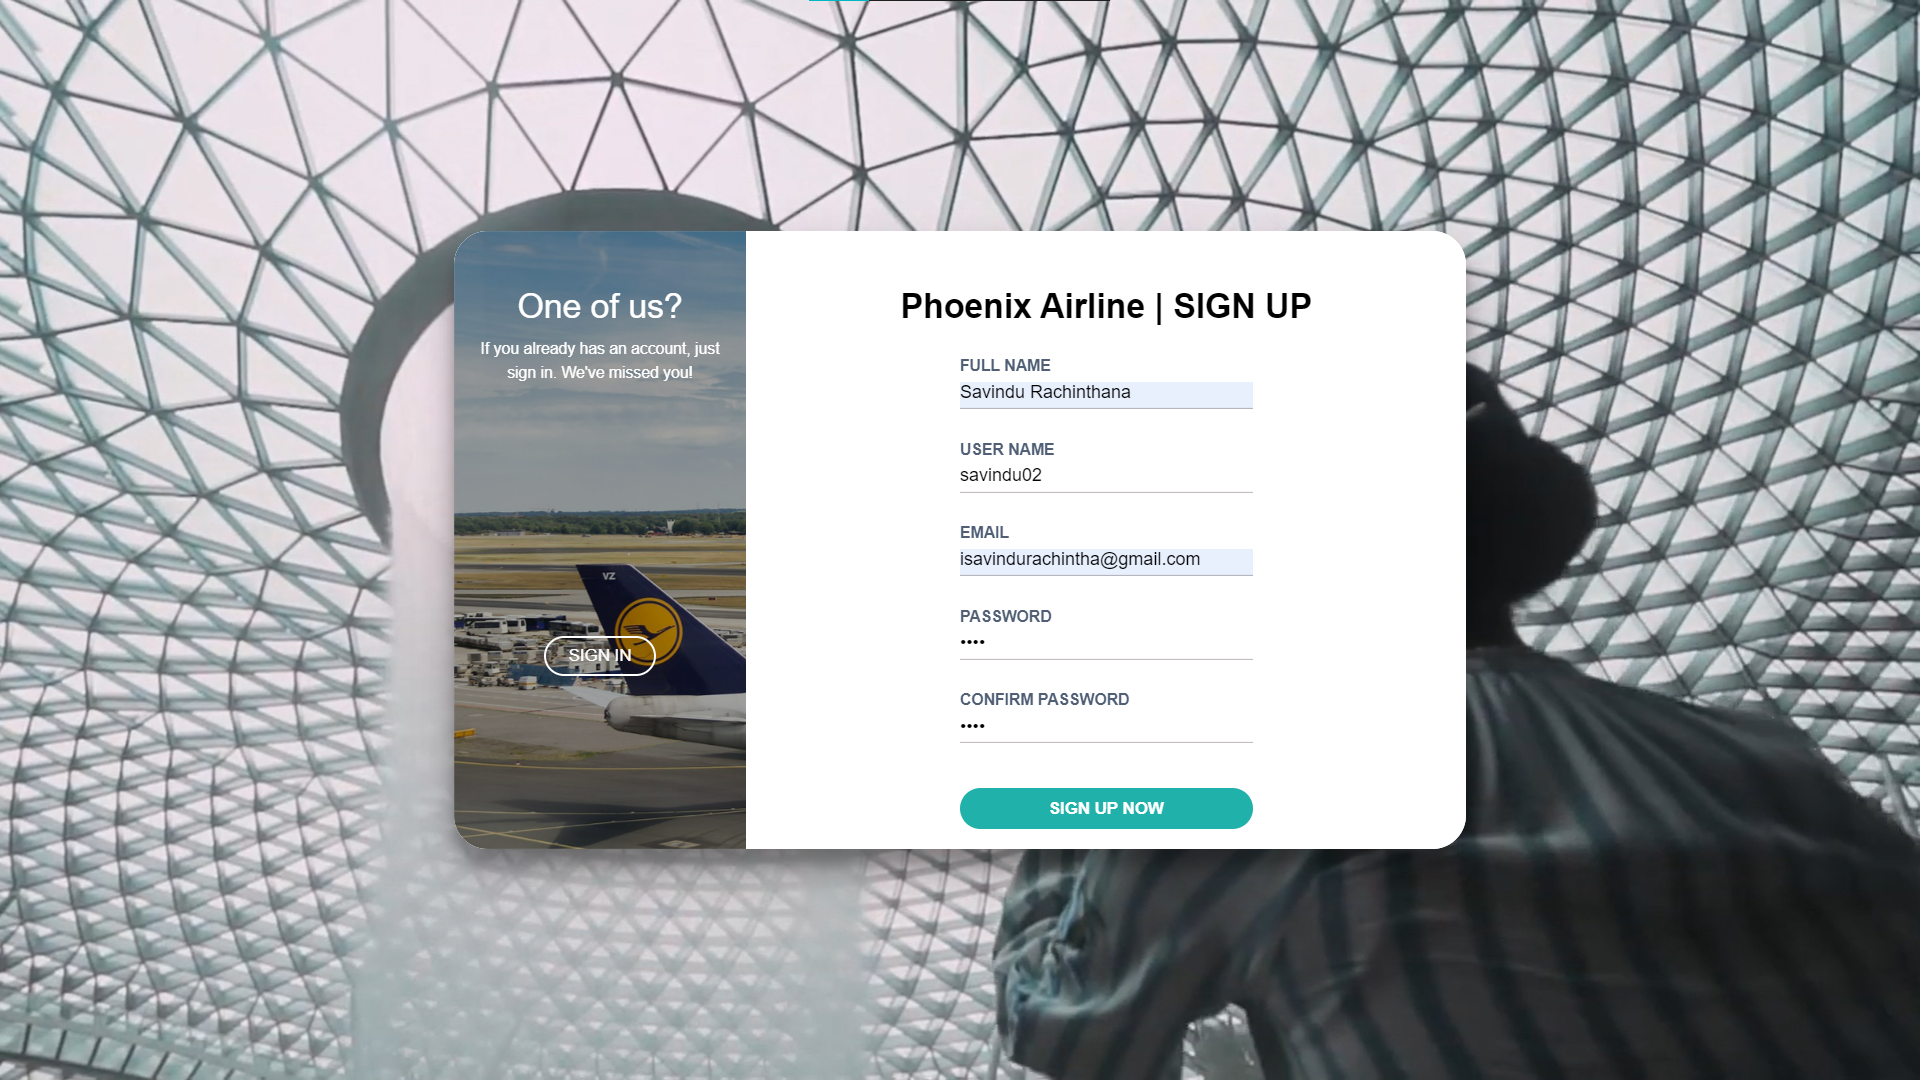 One of us?
If you already has an account, just
sign in. We've missed you!
VZ
SIGN IN
Phoenix Airline | SIGN UP
FULL NAME
Savindu Rachinthana
USER NAME
savindu02
EMAIL
isavindurachintha@gmail.com
PASSWORD
••••
CONFIRM PASSWORD
••••
SIGN UP NOW